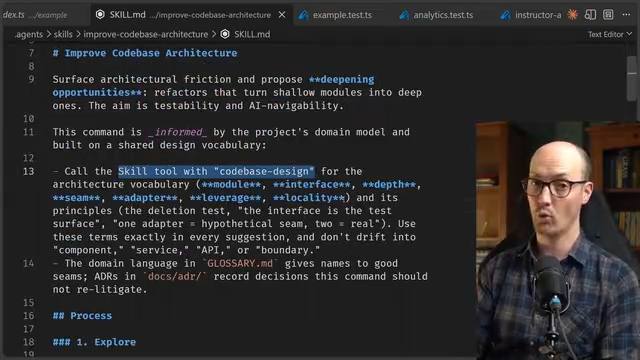 dex.ts .../example
SKILL.md .../improve-codebase-architecture
example.test.ts
analytics.test.ts
instructor-a
.agents > skills > improve-codebase-architecture > SKILL.md
Text Editor
7 # Improve Codebase Architecture
8
9 Surface architectural friction and propose **deepening
opportunities**: refactors that turn shallow modules into deep
ones. The aim is testability and AI-navigability.
10
11 This command is _informed_ by the project's domain model and
built on a shared design vocabulary:
12
13 - Call the Skill tool with "codebase-design" for the
architecture vocabulary (**module**, **interface**, **depth**,
**seam**, **adapter**, **leverage**, **locality**) and its
principles (the deletion test, "the interface is the test
surface", "one adapter = hypothetical seam, two = real"). Use
these terms exactly in every suggestion, and don't drift into
"component," "service," "API," or "boundary."
14 - The domain language in `GLOSSARY.md` gives names to good
seams; ADRs in `docs/adr/` record decisions this command should
not re-litigate.
15
16 ## Process
17
18 ### 1. Explore